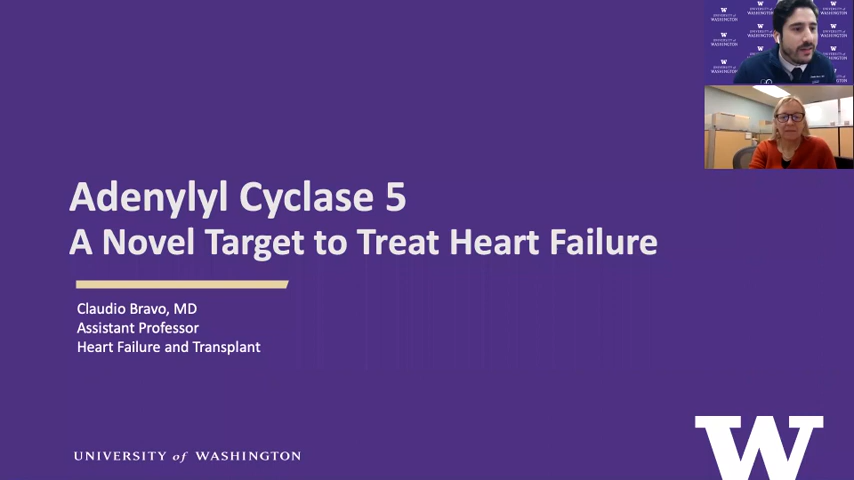 Adenylyl Cyclase 5
A Novel Target to Treat Heart Failure
Claudio Bravo, MD
Assistant Professor
Heart Failure and Transplant
UNIVERSITY of WASHINGTON
W